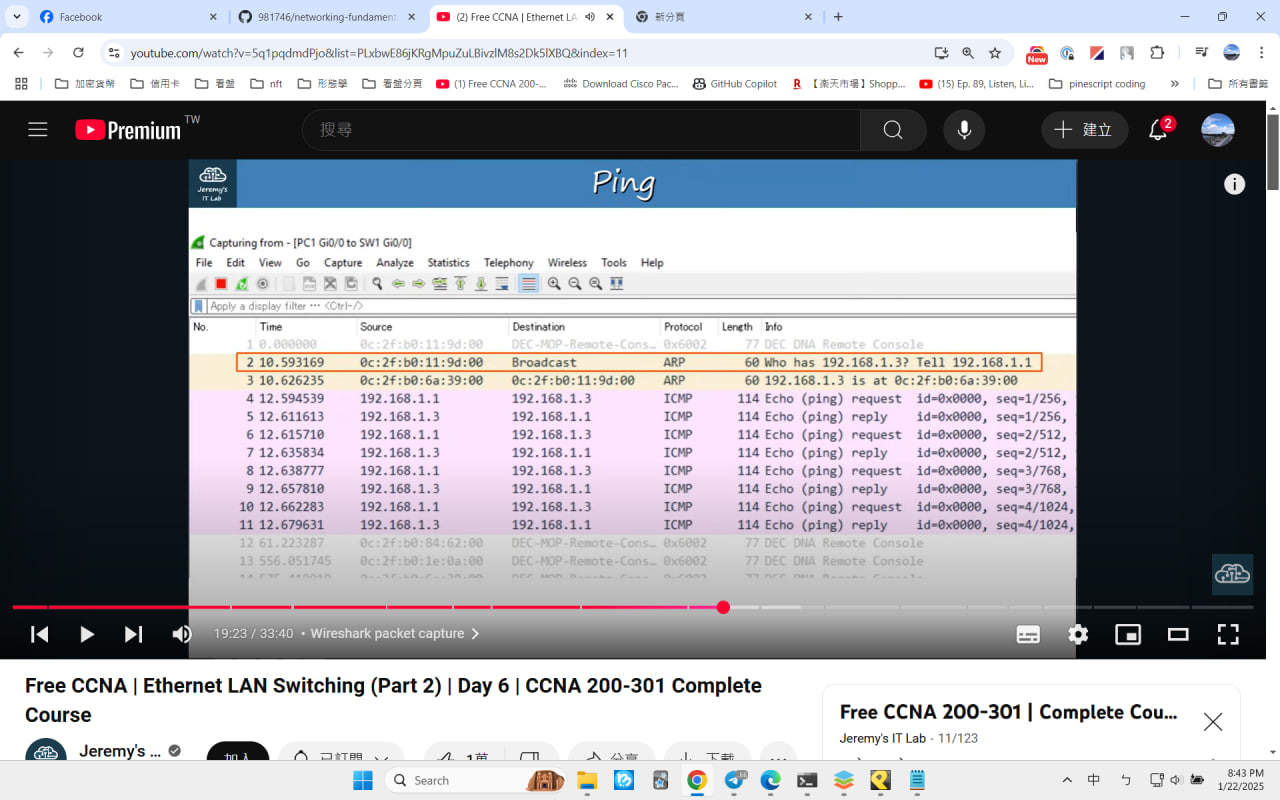 Facebook
981746/networking-fundament
(2) Free CCNA | Ethernet LA
新分頁
youtube.com/watch?v=5q1pqdmdPjo&list=PLxbwE86jKRgMpuZuLBivzlM8s2Dk5lXBQ&index=11
New
加密貨幣
信用卡
看盤
nft
形態學
看盤分頁
(1) Free CCNA 200-...
Download Cisco Pac...
GitHub Copilot
【楽天市場】Shopp...
(15) Ep. 89, Listen, Li...
pinescript coding
»
所有書籤
Premium TW
搜尋
建立
2
Jeremy's
IT Lab
Ping
Capturing from - [PC1 Gi0/0 to SW1 Gi0/0]
File Edit View Go Capture Analyze Statistics Telephony Wireless Tools Help
Apply a display filter ... <Ctrl-/>
No. Time Source Destination Protocol Length Info
1 0.000000 0c:2f:b0:11:9d:00 DEC-MOP-Remote-Cons... 0x6002 77 DEC DNA Remote Console
2 10.593169 0c:2f:b0:11:9d:00 Broadcast ARP 60 Who has 192.168.1.3? Tell 192.168.1.1
3 10.626235 0c:2f:b0:6a:39:00 0c:2f:b0:11:9d:00 ARP 60 192.168.1.3 is at 0c:2f:b0:6a:39:00
4 12.594539 192.168.1.1 192.168.1.3 ICMP 114 Echo (ping) request id=0x0000, seq=1/256,
5 12.611613 192.168.1.3 192.168.1.1 ICMP 114 Echo (ping) reply id=0x0000, seq=1/256,
6 12.615710 192.168.1.1 192.168.1.3 ICMP 114 Echo (ping) request id=0x0000, seq=2/512,
7 12.635834 192.168.1.3 192.168.1.1 ICMP 114 Echo (ping) reply id=0x0000, seq=2/512,
8 12.638777 192.168.1.1 192.168.1.3 ICMP 114 Echo (ping) request id=0x0000, seq=3/768,
9 12.657810 192.168.1.3 192.168.1.1 ICMP 114 Echo (ping) reply id=0x0000, seq=3/768,
10 12.662283 192.168.1.1 192.168.1.3 ICMP 114 Echo (ping) request id=0x0000, seq=4/1024,
11 12.679631 192.168.1.3 192.168.1.1 ICMP 114 Echo (ping) reply id=0x0000, seq=4/1024,
12 61.223287 0c:2f:b0:84:62:00 DEC-MOP-Remote-Cons... 0x6002 77 DEC DNA Remote Console
13 556.051745 0c:2f:b0:1e:0a:00 DEC-MOP-Remote-Cons... 0x6002 77 DEC DNA Remote Console
19:23 / 33:40 • Wireshark packet capture
Free CCNA | Ethernet LAN Switching (Part 2) | Day 6 | CCNA 200-301 Complete
Course
Jeremy's ...
加入
已訂閱
1萬
分享
下載
Free CCNA 200-301 | Complete Cou...
Jeremy's IT Lab - 11/123
Search
中
8:43 PM
1/22/2025